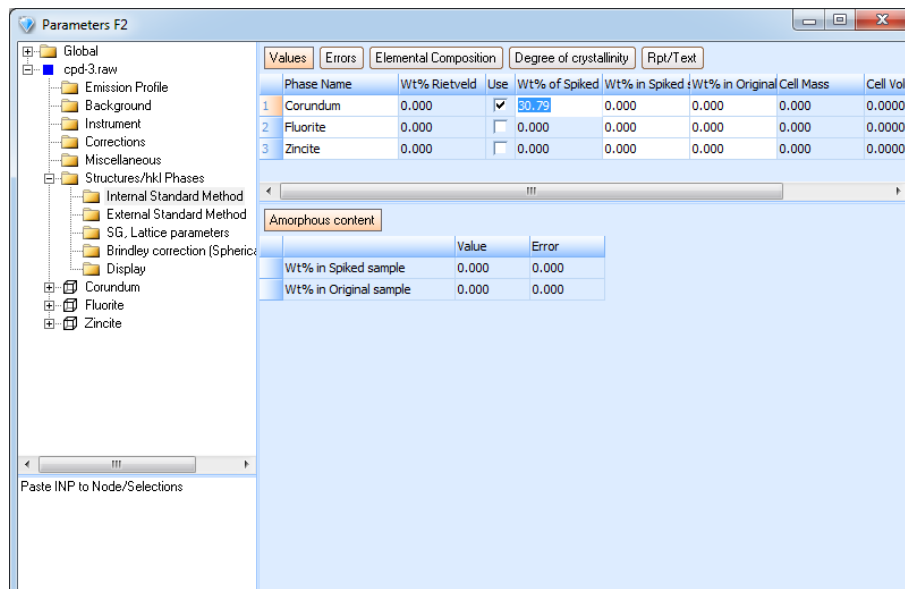 Parameters F2
Global
cpd-3.raw
Emission Profile
Background
Instrument
Corrections
Miscellaneous
Structures/hkl Phases
Internal Standard Method
External Standard Method
SG, Lattice parameters
Brindley correction (Spherica
Display
Corundum
Fluorite
Zincite
Paste INP to Node/Selections
Values Errors Elemental Composition Degree of crystallinity Rpt/Text
Phase Name Wt% Rietveld Use Wt% of Spiked Wt% in Spiked s Wt% in Original Cell Mass Cell Vol
1 Corundum 0.000 30.79 0.000 0.000 0.000 0.0000
2 Fluorite 0.000 0.000 0.000 0.000 0.000 0.0000
3 Zincite 0.000 0.000 0.000 0.000 0.000 0.0000
Amorphous content
Value Error
Wt% in Spiked sample 0.000 0.000
Wt% in Original sample 0.000 0.000